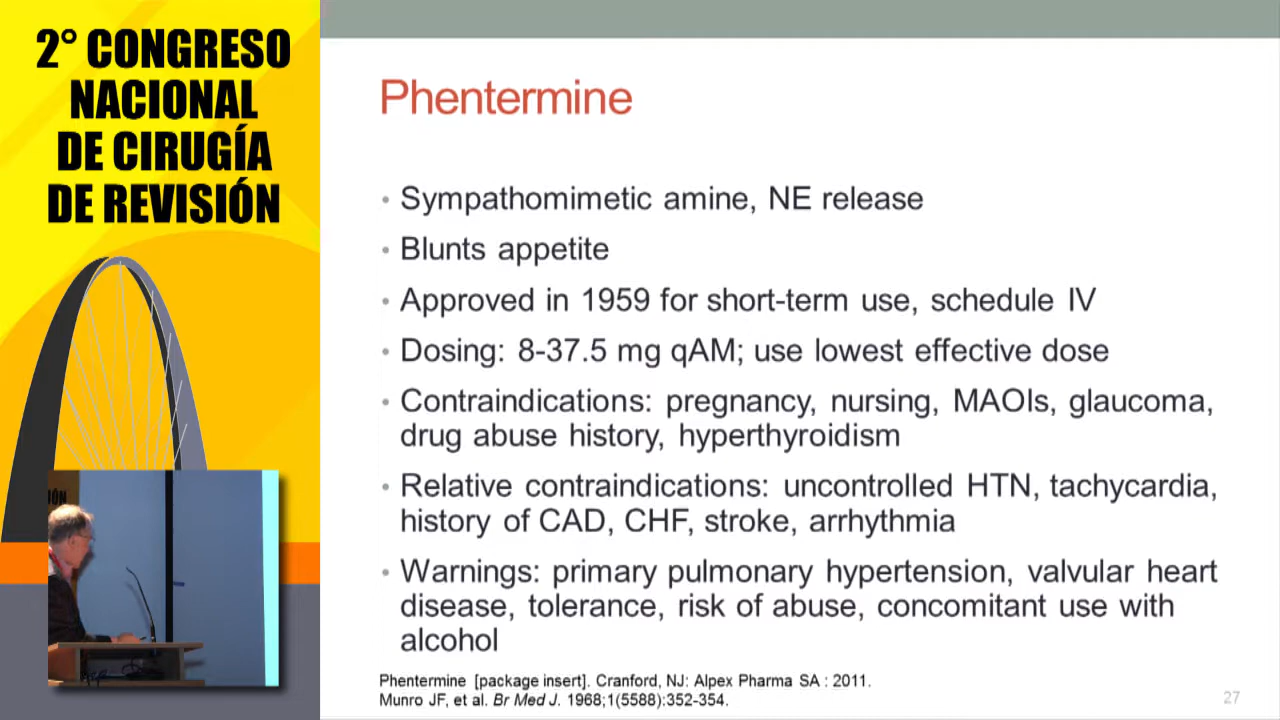 2° CONGRESO
NACIONAL
DE CIRUGÍA
DE REVISIÓN
Phentermine
• Sympathomimetic amine, NE release
• Blunts appetite
• Approved in 1959 for short-term use, schedule IV
• Dosing: 8-37.5 mg qAM; use lowest effective dose
• Contraindications: pregnancy, nursing, MAOIs, glaucoma,
drug abuse history, hyperthyroidism
• Relative contraindications: uncontrolled HTN, tachycardia,
history of CAD, CHF, stroke, arrhythmia
• Warnings: primary pulmonary hypertension, valvular heart
disease, tolerance, risk of abuse, concomitant use with
alcohol
Phentermine [package insert]. Cranford, NJ: Alpex Pharma SA : 2011.
Munro JF, et al. Br Med J. 1968;1(5588):352-354.
27